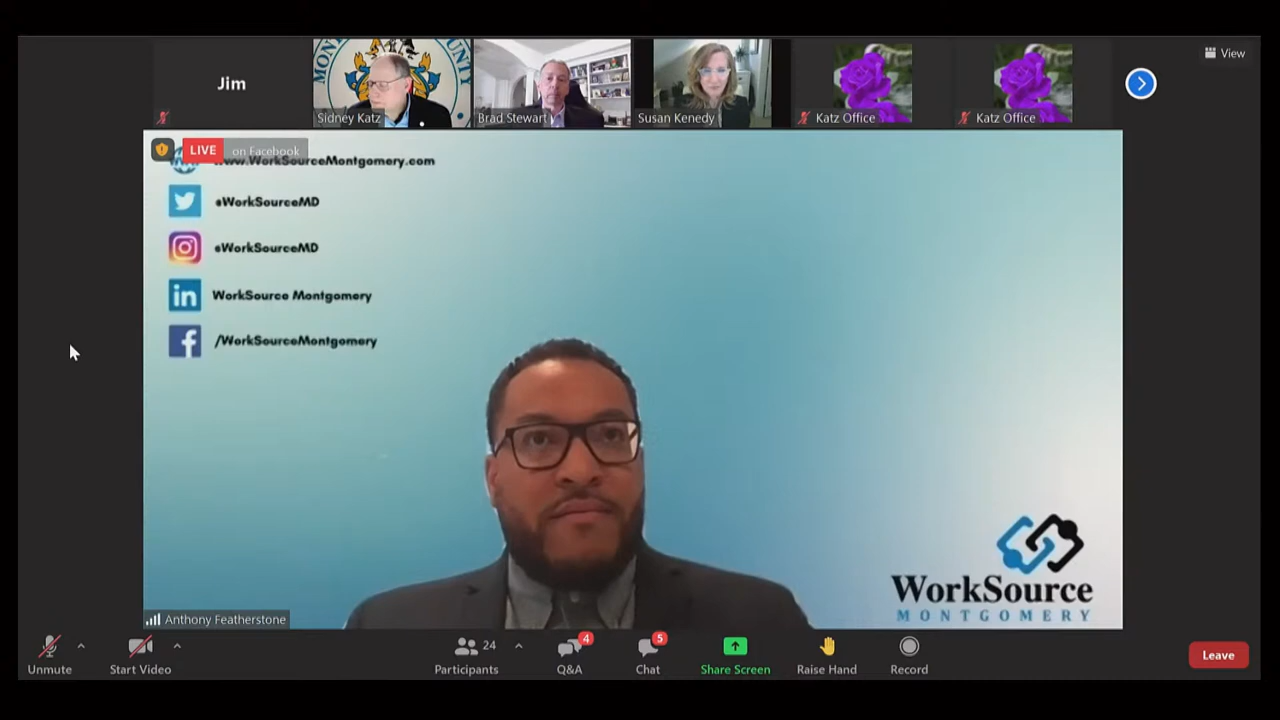 Jim
Sidney Katz
Brad Stewart
Susan Kenedy
Katz Office
Katz Office
View
LIVE on Facebook
www.WorkSourceMontgomery.com
@WorkSourceMD
@WorkSourceMD
in WorkSource Montgomery
f /WorkSourceMontgomery
WorkSource
MONTGOMERY
Anthony Featherstone
Unmute
Start Video
24
Participants
4
Q&A
5
Chat
Share Screen
Raise Hand
Record
Leave